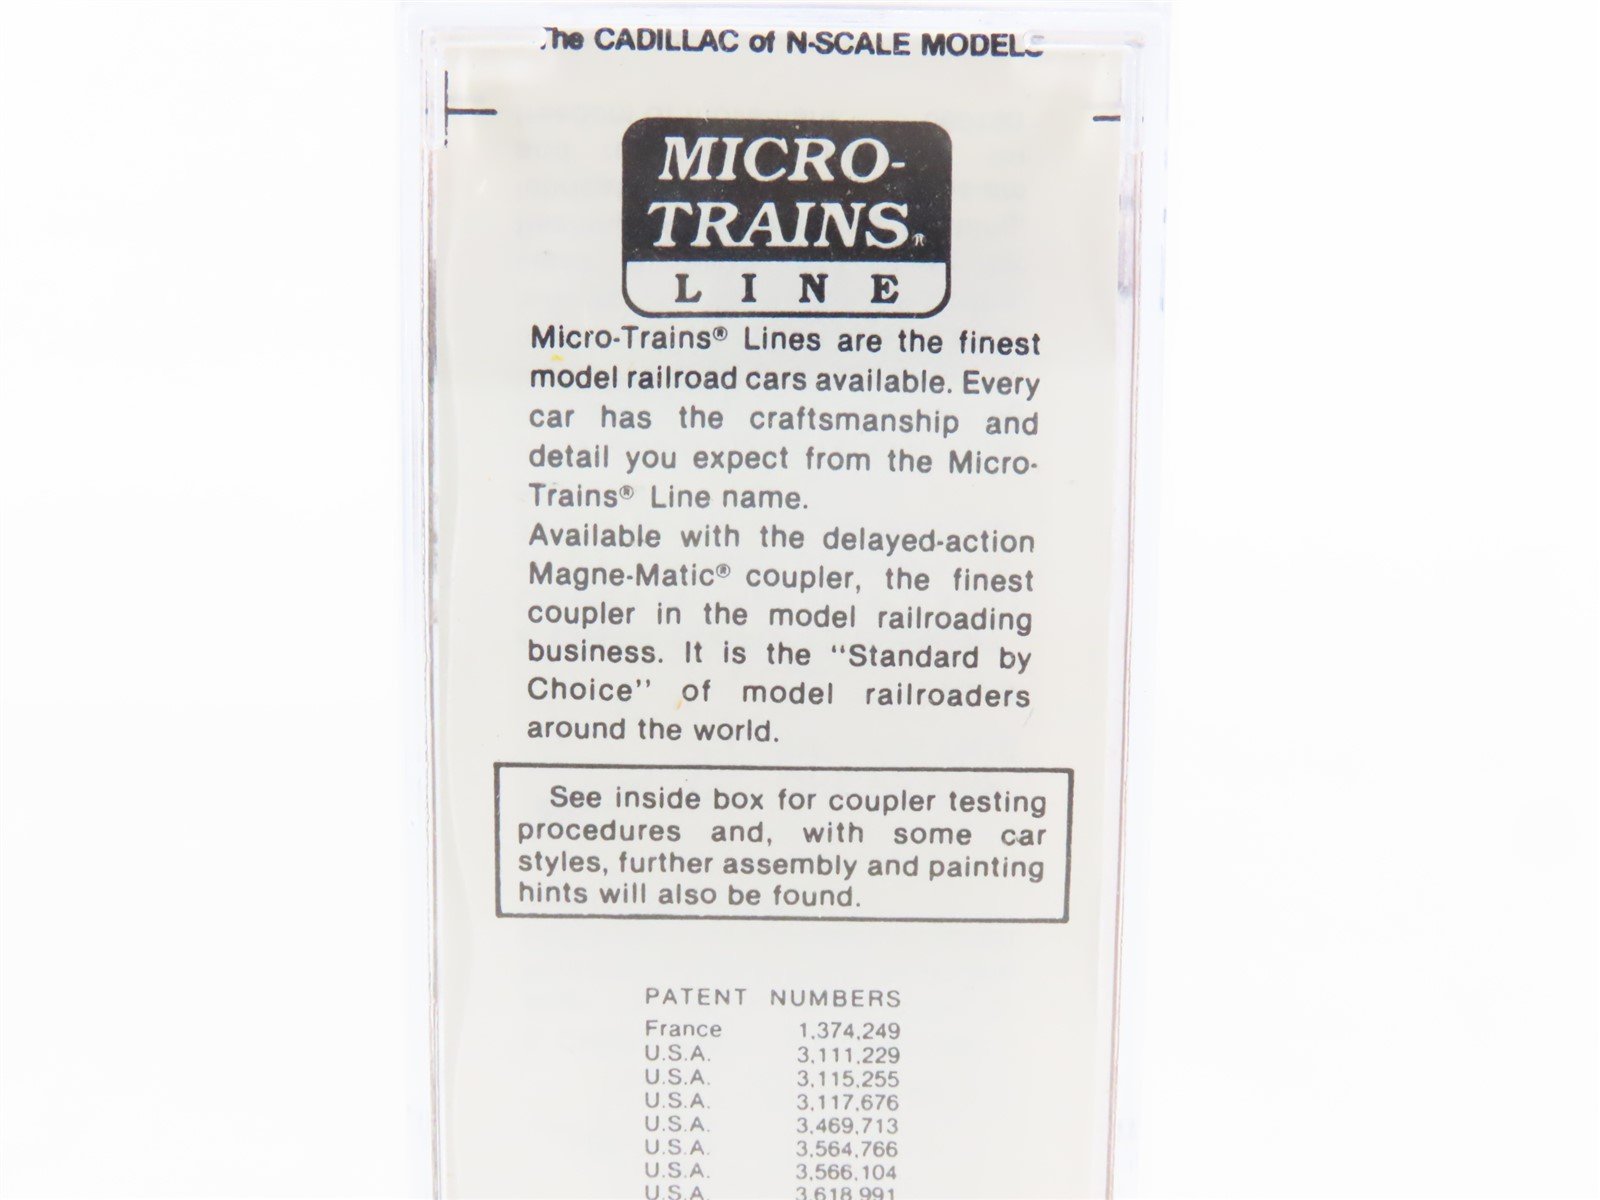 The CADILLAC of N-SCALE MODELS
MICRO-
TRAINS®
LINE
Micro-Trains® Lines are the finest
model railroad cars available. Every
car has the craftsmanship and
detail you expect from the Micro-
Trains® Line name.
Available with the delayed-action
Magne-Matic® coupler, the finest
coupler in the model railroading
business. It is the "Standard by
Choice" of model railroaders
around the world.
See inside box for coupler testing
procedures and, with some car
styles, further assembly and painting
hints will also be found.
PATENT NUMBERS
France 1,374,249
U.S.A. 3,111,229
U.S.A. 3,115,255
U.S.A. 3,117,676
U.S.A. 3,469,713
U.S.A. 3,564,766
U.S.A. 3,566,104
U.S.A. 3,618,991